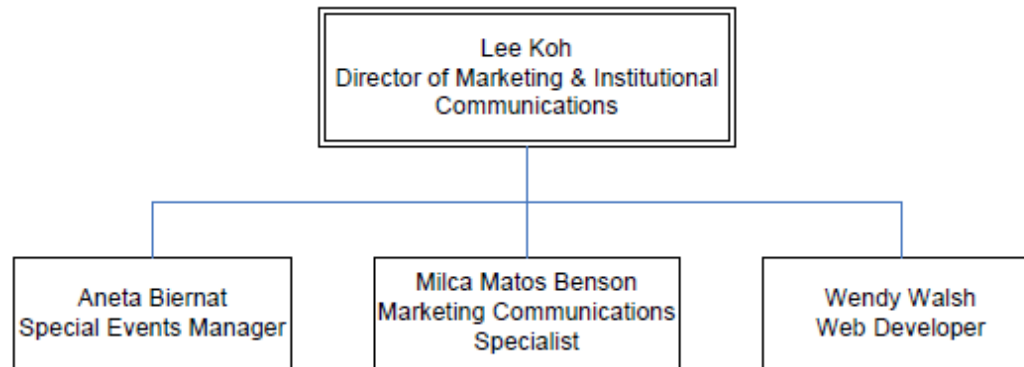 Lee Koh
Director of Marketing & Institutional
Communications
Aneta Biernat
Special Events Manager
Milca Matos Benson
Marketing Communications
Specialist
Wendy Walsh
Web Developer